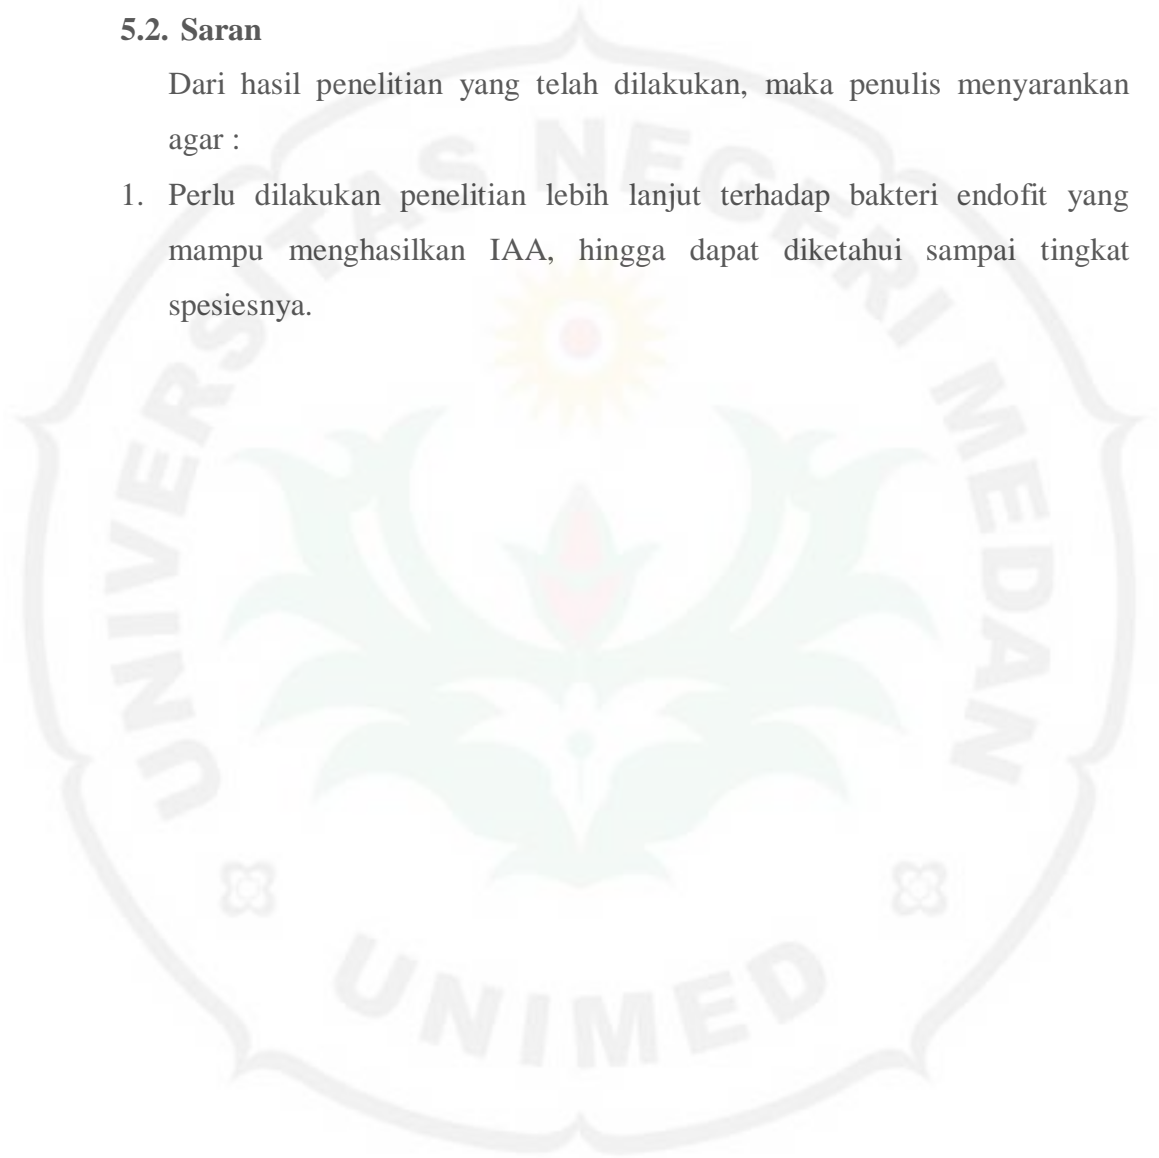 5.2. Saran
Dari hasil penelitian yang telah dilakukan, maka penulis menyarankan
agar :
1. Perlu dilakukan penelitian lebih lanjut terhadap bakteri endofit yang
mampu menghasilkan IAA, hingga dapat diketahui sampai tingkat
spesiesnya.
UNIVERSITAS NEGERI MEDAN
UNIMED